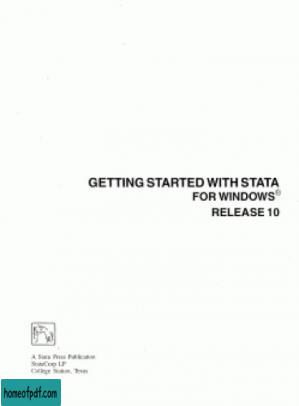 GETTING STARTED WITH STATA
FOR WINDOWS®
RELEASE 10
A Stata Press Publication
StataCorp LP
College Station, Texas
homeofpdf.com